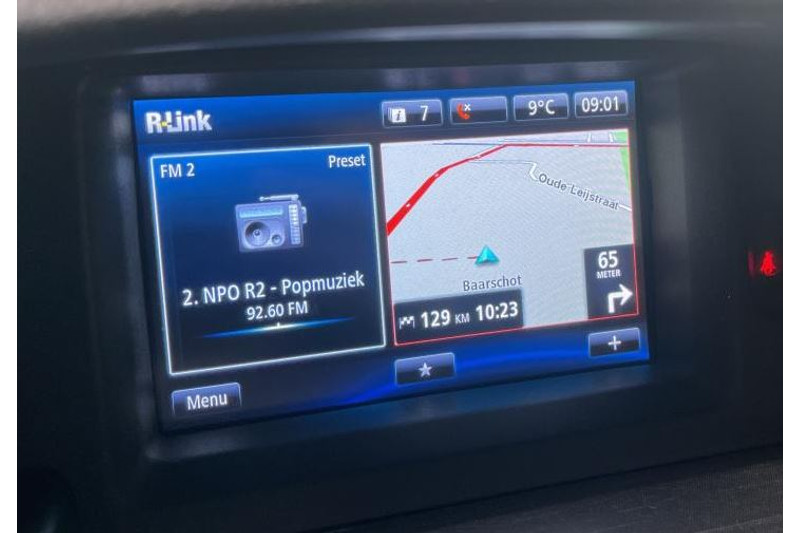 R-Link
i 7
x
9°C
09:01
FM 2
Preset
2. NPO R2 - Popmuziek
92.60 FM
Oude-Leijstraat
Baarschot
65
METER
129 KM 10:23
Menu
+